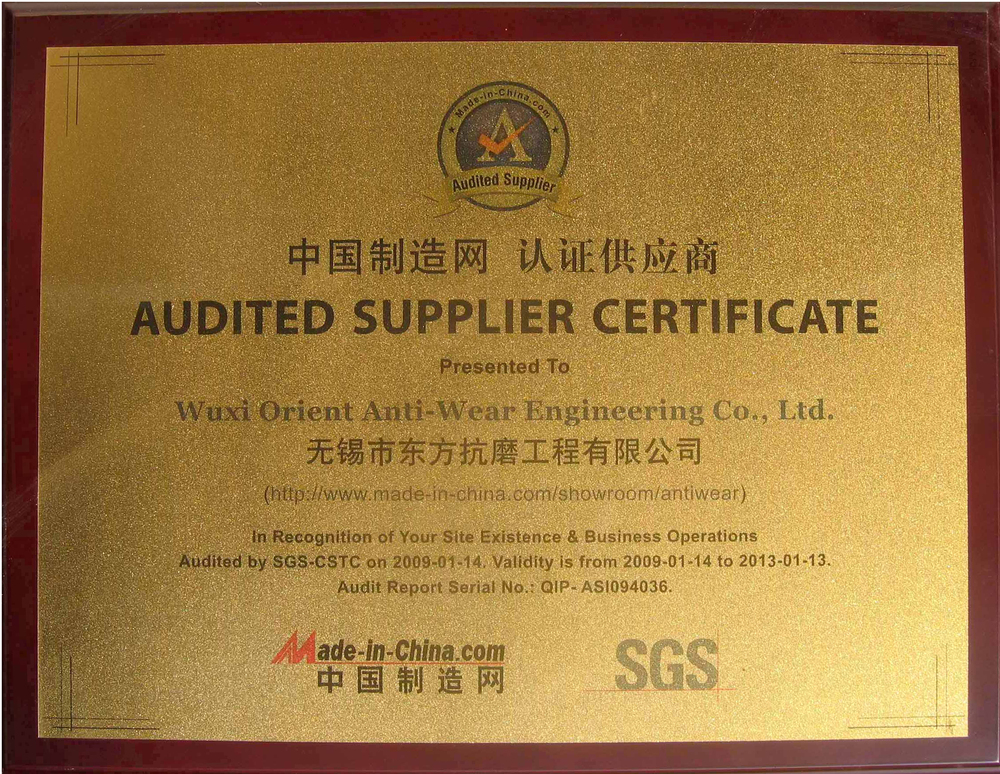 Made-in-China.com
A
Audited Supplier
中国制造网 认证供应商
AUDITED SUPPLIER CERTIFICATE
Presented To
Wuxi Orient Anti-Wear Engineering Co., Ltd.
无锡市东方抗磨工程有限公司
(http://www.made-in-china.com/showroom/antiwear)
In Recognition of Your Site Existence & Business Operations
Audited by SGS-CSTC on 2009-01-14. Validity is from 2009-01-14 to 2013-01-13.
Audit Report Serial No.: QIP- ASI094036.
Made-in-China.com
中国制造网
SGS